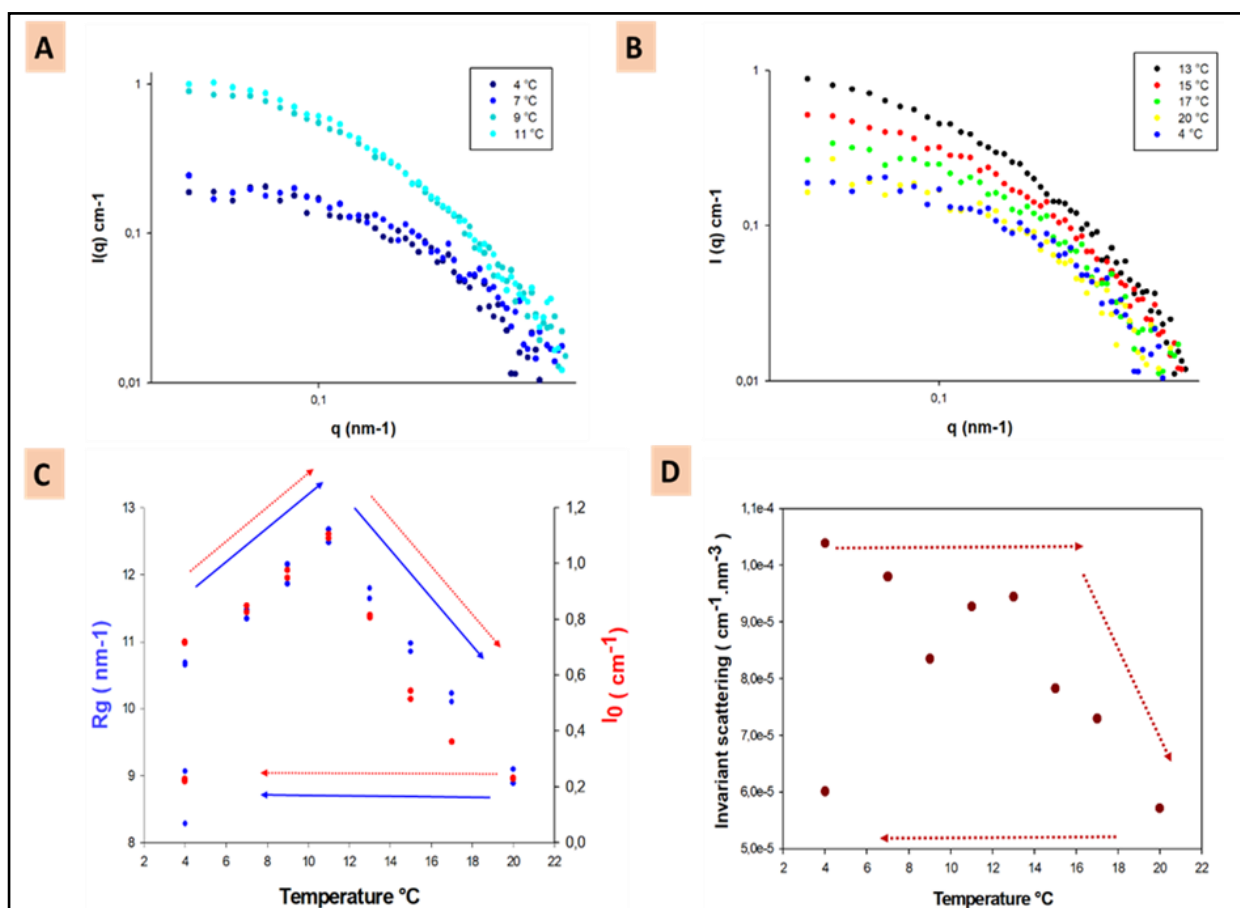 A
1
0,1
0,01
I(q) cm-1
0,1
q (nm-1)
4 °C
7 °C
9 °C
11 °C
B
1
0,1
0,01
I (q) cm-1
0,1
q (nm-1)
13 °C
15 °C
17 °C
20 °C
4 °C
C
13
12
11
10
9
8
Rg ( nm-1)
1,2
1,0
0,8
0,6
0,4
0,2
0,0
I0 ( cm-1)
2 4 6 8 10 12 14 16 18 20 22
Temperature °C
D
1,1e-4
1,0e-4
9,0e-5
8,0e-5
7,0e-5
6,0e-5
5,0e-5
Invariant scattering ( cm-1.nm-3)
2 4 6 8 10 12 14 16 18 20 22
Temperature °C